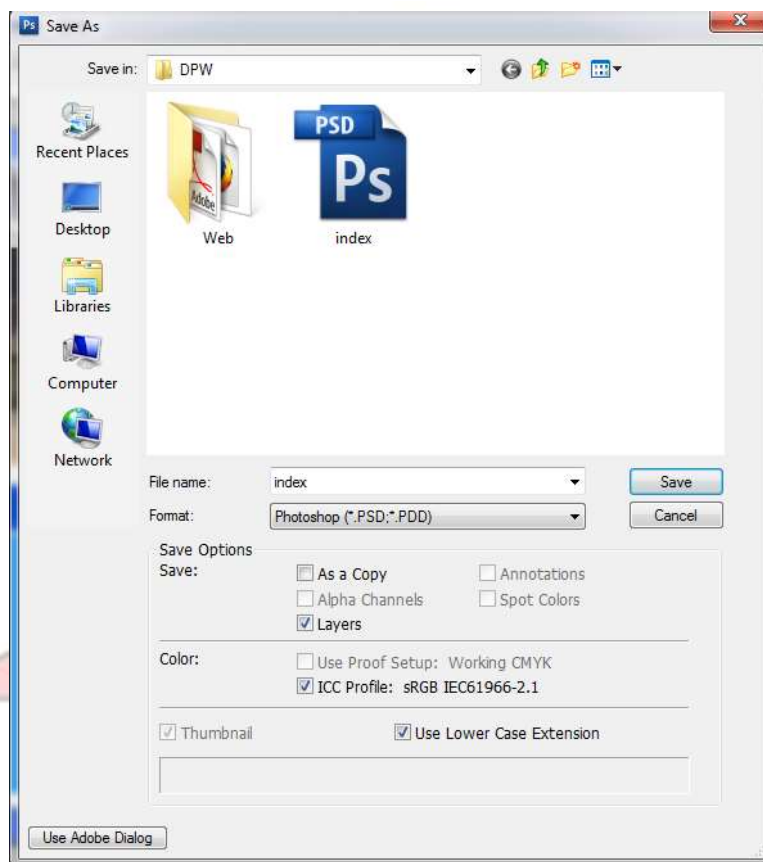 Ps Save As
Save in: DPW
Recent Places
Desktop
Libraries
Computer
Network
Adobe
Web
PSD
Ps
index
File name: index Save
Format: Photoshop (*.PSD;*.PDD) Cancel
Save Options
Save: As a Copy Annotations
Alpha Channels Spot Colors
Layers
Color: Use Proof Setup: Working CMYK
ICC Profile: sRGB IEC61966-2.1
Thumbnail Use Lower Case Extension
Use Adobe Dialog